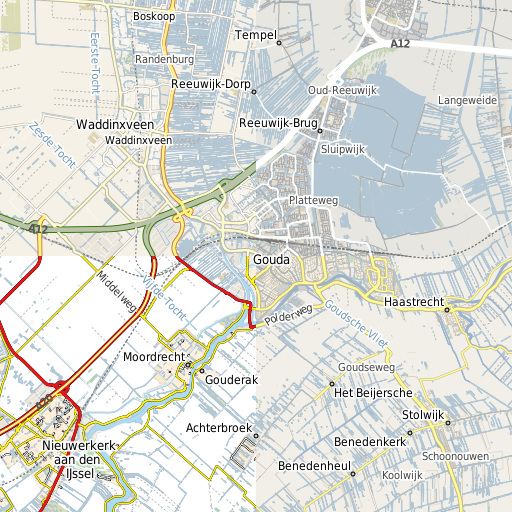 Boskoop
Tempel
A12
Randenburg
Eerste-Tocht
Reeuwijk-Dorp
Oud-Reeuwijk
Langeweide
Waddinxveen
Reeuwijk-Brug
Zesde Tocht
Waddinxveen
Sluipwijk
Platteweg
A12
Gouda
Vijfde Tocht
Middelweg
Haastrecht
Polderweg
Goudsche-Vliet
Moordrecht
Gouderak
Goudseweg
Het Beijersche
A20
Stolwijk
Achterbroek
Benedenkerk
Nieuwerkerk
aan den
IJssel
Schoonouwen
Benedenheul
Koolwijk